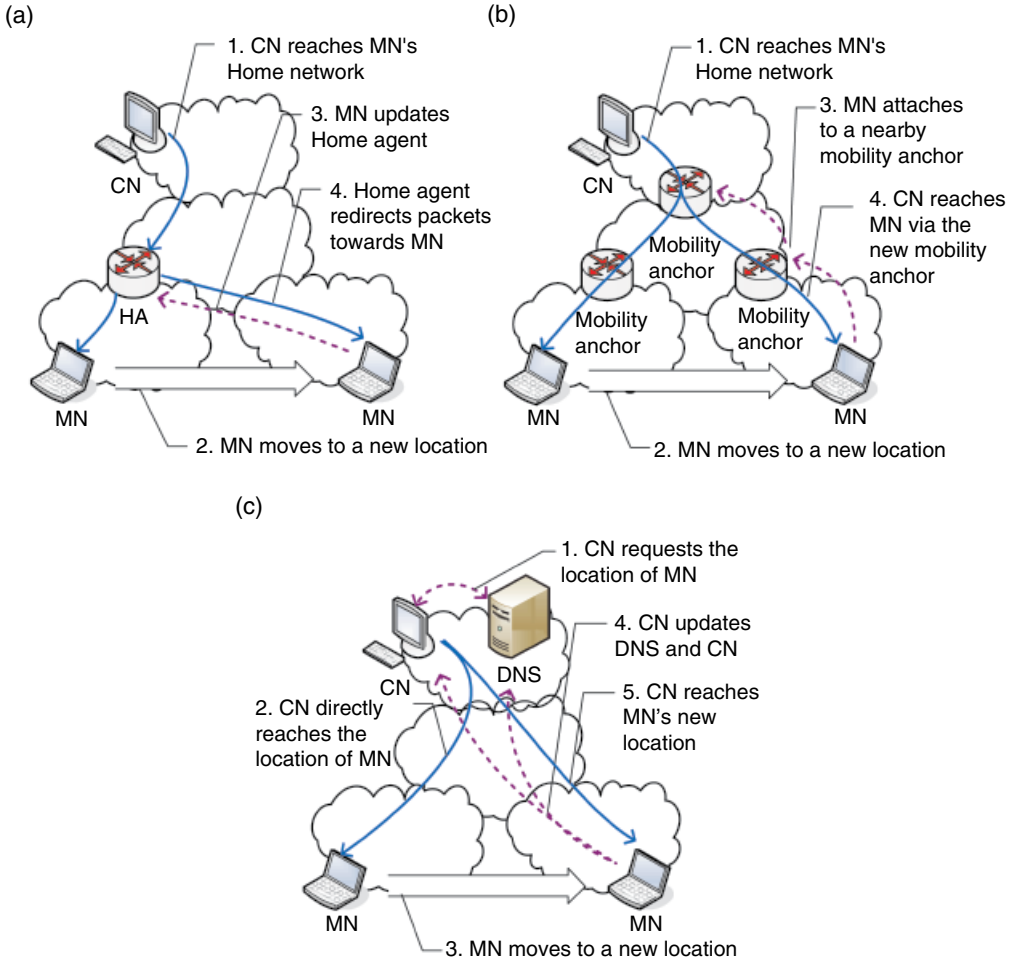 (a)
1. CN reaches MN's
Home network
3. MN updates
Home agent
CN
4. Home agent
redirects packets
towards MN
HA
MN
MN
2. MN moves to a new location
(b)
1. CN reaches MN's
Home network
3. MN attaches
to a nearby
mobility anchor
CN
4. CN reaches
MN via the
new mobility
anchor
Mobility
anchor
Mobility
anchor
Mobility
anchor
MN
MN
2. MN moves to a new location
(c)
1. CN requests the
location of MN
4. CN updates
DNS and CN
CN
DNS
2. CN directly
reaches the
location of MN
5. CN reaches
MN’s new
location
MN
MN
3. MN moves to a new location